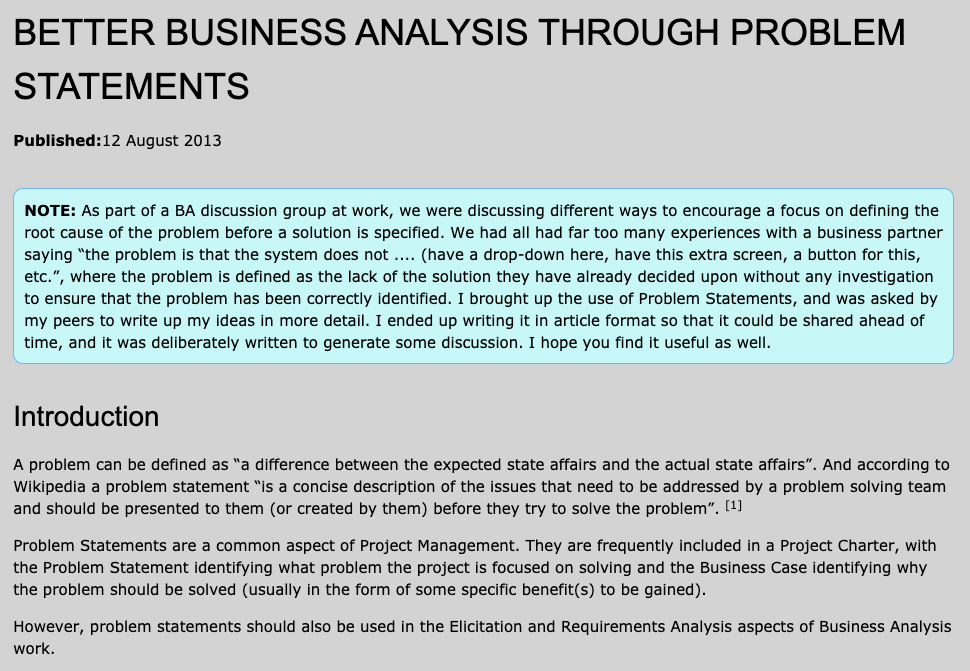 BETTER BUSINESS ANALYSIS THROUGH PROBLEM
STATEMENTS
Published:12 August 2013
NOTE: As part of a BA discussion group at work, we were discussing different ways to encourage a focus on defining the
root cause of the problem before a solution is specified. We had all had far too many experiences with a business partner
saying “the problem is that the system does not .... (have a drop-down here, have this extra screen, a button for this,
etc.”, where the problem is defined as the lack of the solution they have already decided upon without any investigation
to ensure that the problem has been correctly identified. I brought up the use of Problem Statements, and was asked by
my peers to write up my ideas in more detail. I ended up writing it in article format so that it could be shared ahead of
time, and it was deliberately written to generate some discussion. I hope you find it useful as well.
Introduction
A problem can be defined as “a difference between the expected state affairs and the actual state affairs”. And according to
Wikipedia a problem statement “is a concise description of the issues that need to be addressed by a problem solving team
and should be presented to them (or created by them) before they try to solve the problem”. [1]
Problem Statements are a common aspect of Project Management. They are frequently included in a Project Charter, with
the Problem Statement identifying what problem the project is focused on solving and the Business Case identifying why
the problem should be solved (usually in the form of some specific benefit(s) to be gained).
However, problem statements should also be used in the Elicitation and Requirements Analysis aspects of Business Analysis
work.